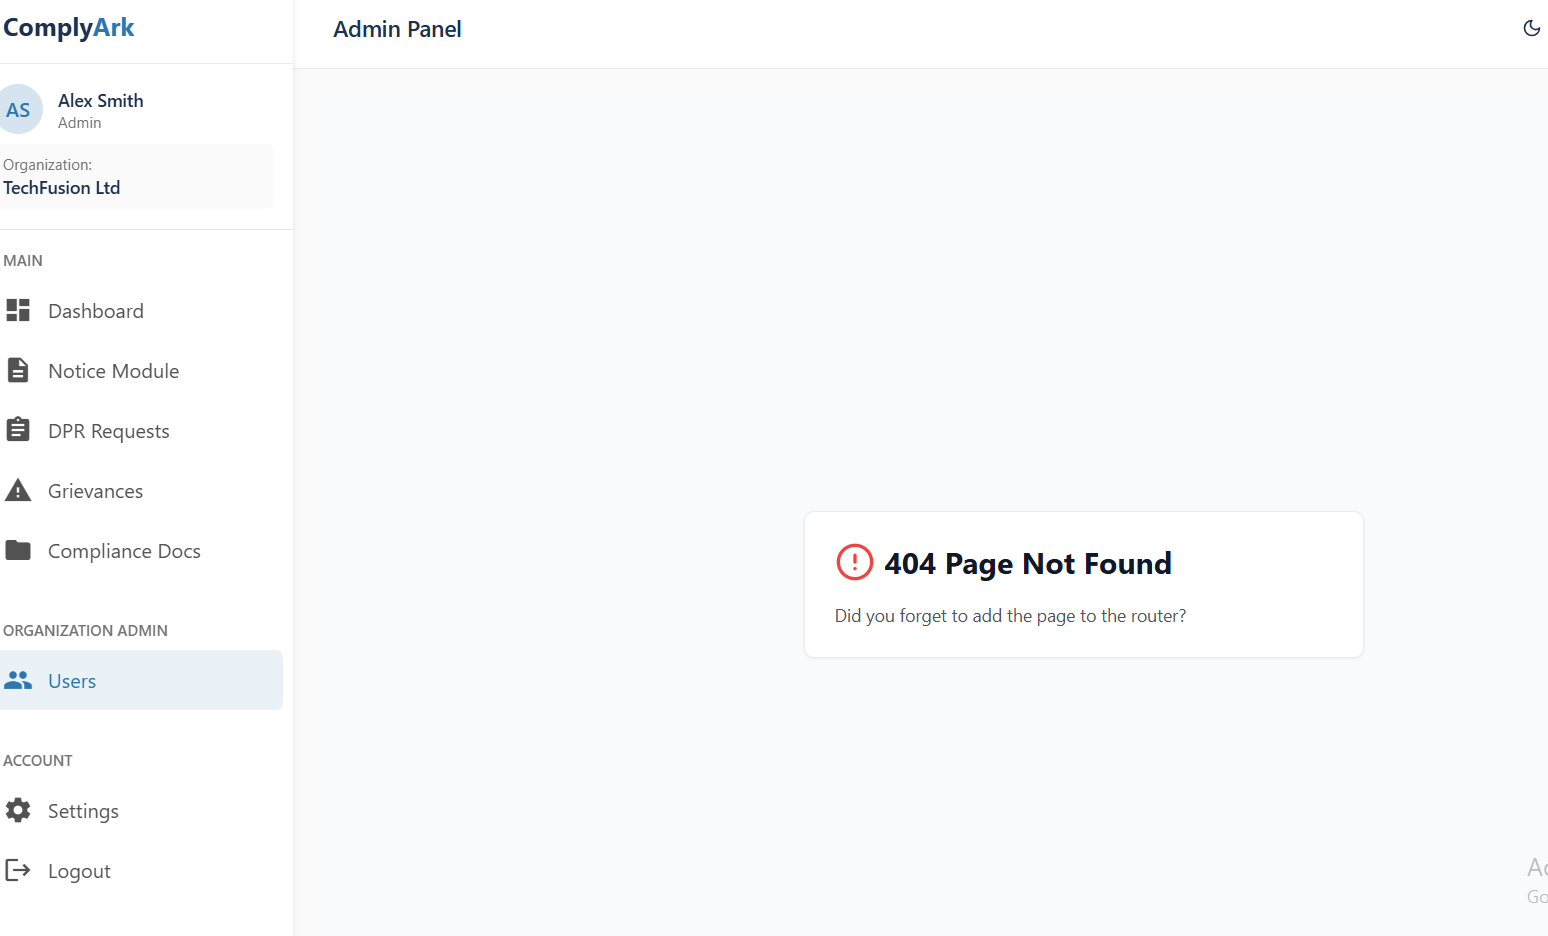 ComplyArk
Admin Panel
AS
Alex Smith
Admin
Organization:
TechFusion Ltd
MAIN
Dashboard
Notice Module
DPR Requests
Grievances
Compliance Docs
ORGANIZATION ADMIN
Users
ACCOUNT
Settings
Logout
404 Page Not Found
Did you forget to add the page to the router?